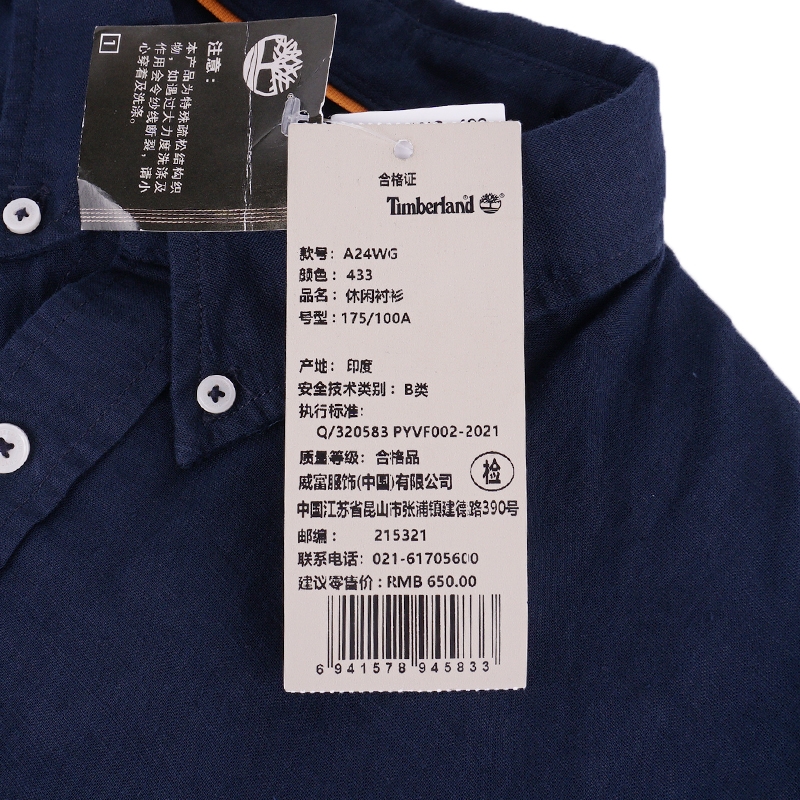 注意：
本产品为特殊疏松结构织
物，如遇过大力度洗涤及
作用会令纱线断裂，请小
心穿着及洗涤。
1
合格证
Timberland
款号：A24WG
颜色：433
品名：休闲衬衫
号型：175/100A
产地：印度
安全技术类别：B类
执行标准：
Q/320583 PYVF002-2021
质量等级：合格品
检
威富服饰(中国)有限公司
中国江苏省昆山市张浦镇建德路390号
邮编：215321
联系电话：021-61705600
建议零售价：RMB 650.00
6 941578 945833